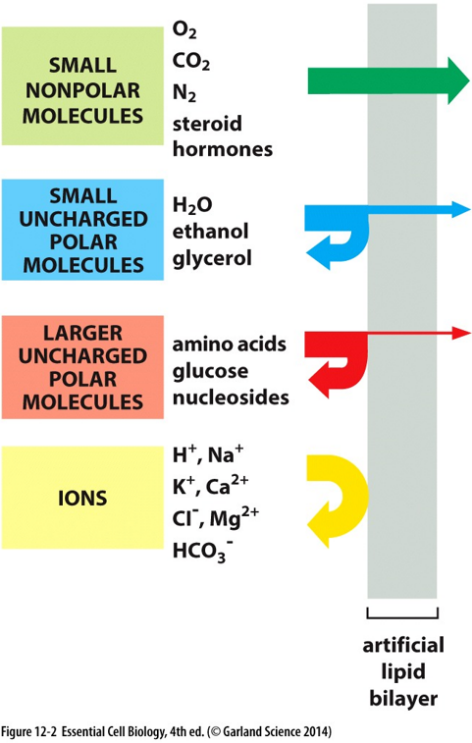 SMALL
NONPOLAR
MOLECULES
O₂
CO₂
N₂
steroid
hormones
SMALL
UNCHARGED
POLAR
MOLECULES
H₂O
ethanol
glycerol
LARGER
UNCHARGED
POLAR
MOLECULES
amino acids
glucose
nucleosides
IONS
H⁺, Na⁺
K⁺, Ca²⁺
Cl⁻, Mg²⁺
HCO₃⁻
artificial
lipid
bilayer
Figure 12-2 Essential Cell Biology, 4th ed. (© Garland Science 2014)